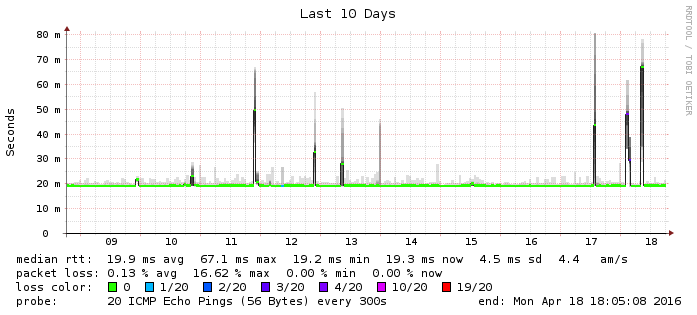 Last 10 Days
RRDTOOL / TOBI OETIKER
Seconds
80 m
70 m
60 m
50 m
40 m
30 m
20 m
10 m
0
09 10 11 12 13 14 15 16 17 18
median rtt: 19.9 ms avg 67.1 ms max 19.2 ms min 19.3 ms now 4.5 ms sd 4.4 am/s
packet loss: 0.13 % avg 16.62 % max 0.00 % min 0.00 % now
loss color: 0 1/20 2/20 3/20 4/20 10/20 19/20
probe: 20 ICMP Echo Pings (56 Bytes) every 300s end: Mon Apr 18 18:05:08 2016